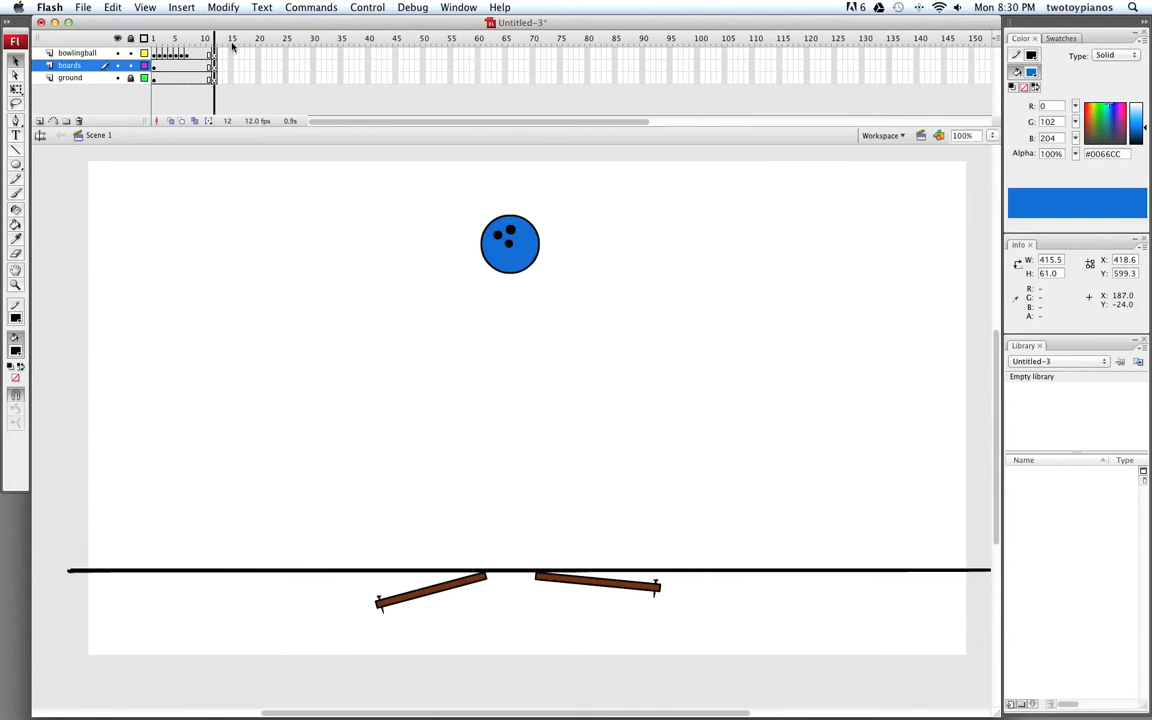 Flash File Edit View Insert Modify Text Commands Control Debug Window Help
6 Mon 8:30 PM twotoypianos
Untitled-3*
Fl
1 5 10 15 20 25 30 35 40 45 50 55 60 65 70 75 80 85 90 95 100 105 110 115 120 125 130 135 140 145 150
bowlingball
boards
ground
12 12.0 fps 0.9s
Scene 1
Workspace 100%
T
Color Swatches
Type: Solid
R: 0
G: 102
B: 204
Alpha: 100% #0066CC
Info
W: 415.5 X: 418.6
H: 61.0 Y: 599.3
R: -
G: - X: 187.0
B: - Y: -24.0
A: -
Library
Untitled-3
Empty library
Name Type